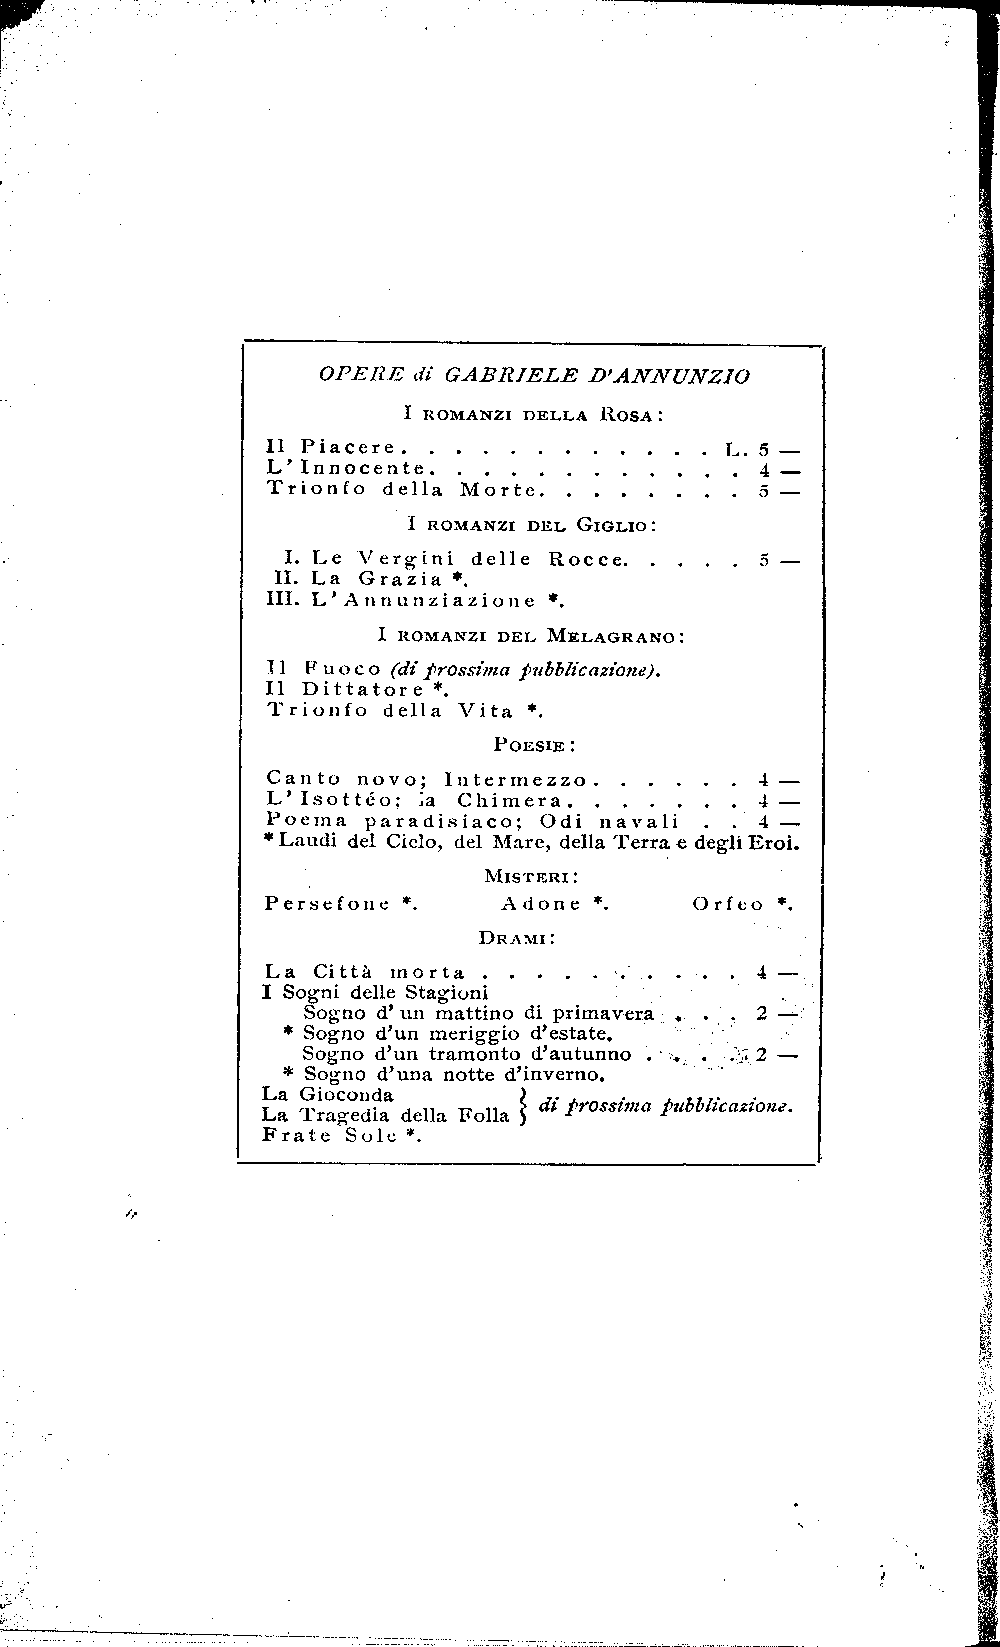 OPERE di GABRIELE D'ANNUNZIO
I ROMANZI DELLA ROSA:
Il Piacere. . . . . . . . . . . . L. 5 —
L'Innocente. . . . . . . . . . . . 4 —
Trionfo della Morte. . . . . . . . 5 —
I ROMANZI DEL GIGLIO:
I. Le Vergini delle Rocce. . . . . 5 —
II. La Grazia *.
III. L'Annunziazione *.
I ROMANZI DEL MELAGRANO:
Il Fuoco (di prossima pubblicazione).
Il Dittatore *.
Trionfo della Vita *.
POESIE:
Canto novo; Intermezzo. . . . . . 4 —
L'Isottéo; la Chimera. . . . . . . 4 —
Poema paradisiaco; Odi navali . . 4 —
* Laudi del Cielo, del Mare, della Terra e degli Eroi.
MISTERI:
Persefone *. Adone *. Orfeo *.
DRAMI:
La Città morta . . . . . . . . . . 4 —
I Sogni delle Stagioni
Sogno d'un mattino di primavera . . . 2 —
* Sogno d'un meriggio d'estate.
Sogno d'un tramonto d'autunno . . . . 2 —
* Sogno d'una notte d'inverno.
La Gioconda
La Tragedia della Folla } di prossima pubblicazione.
Frate Sole *.